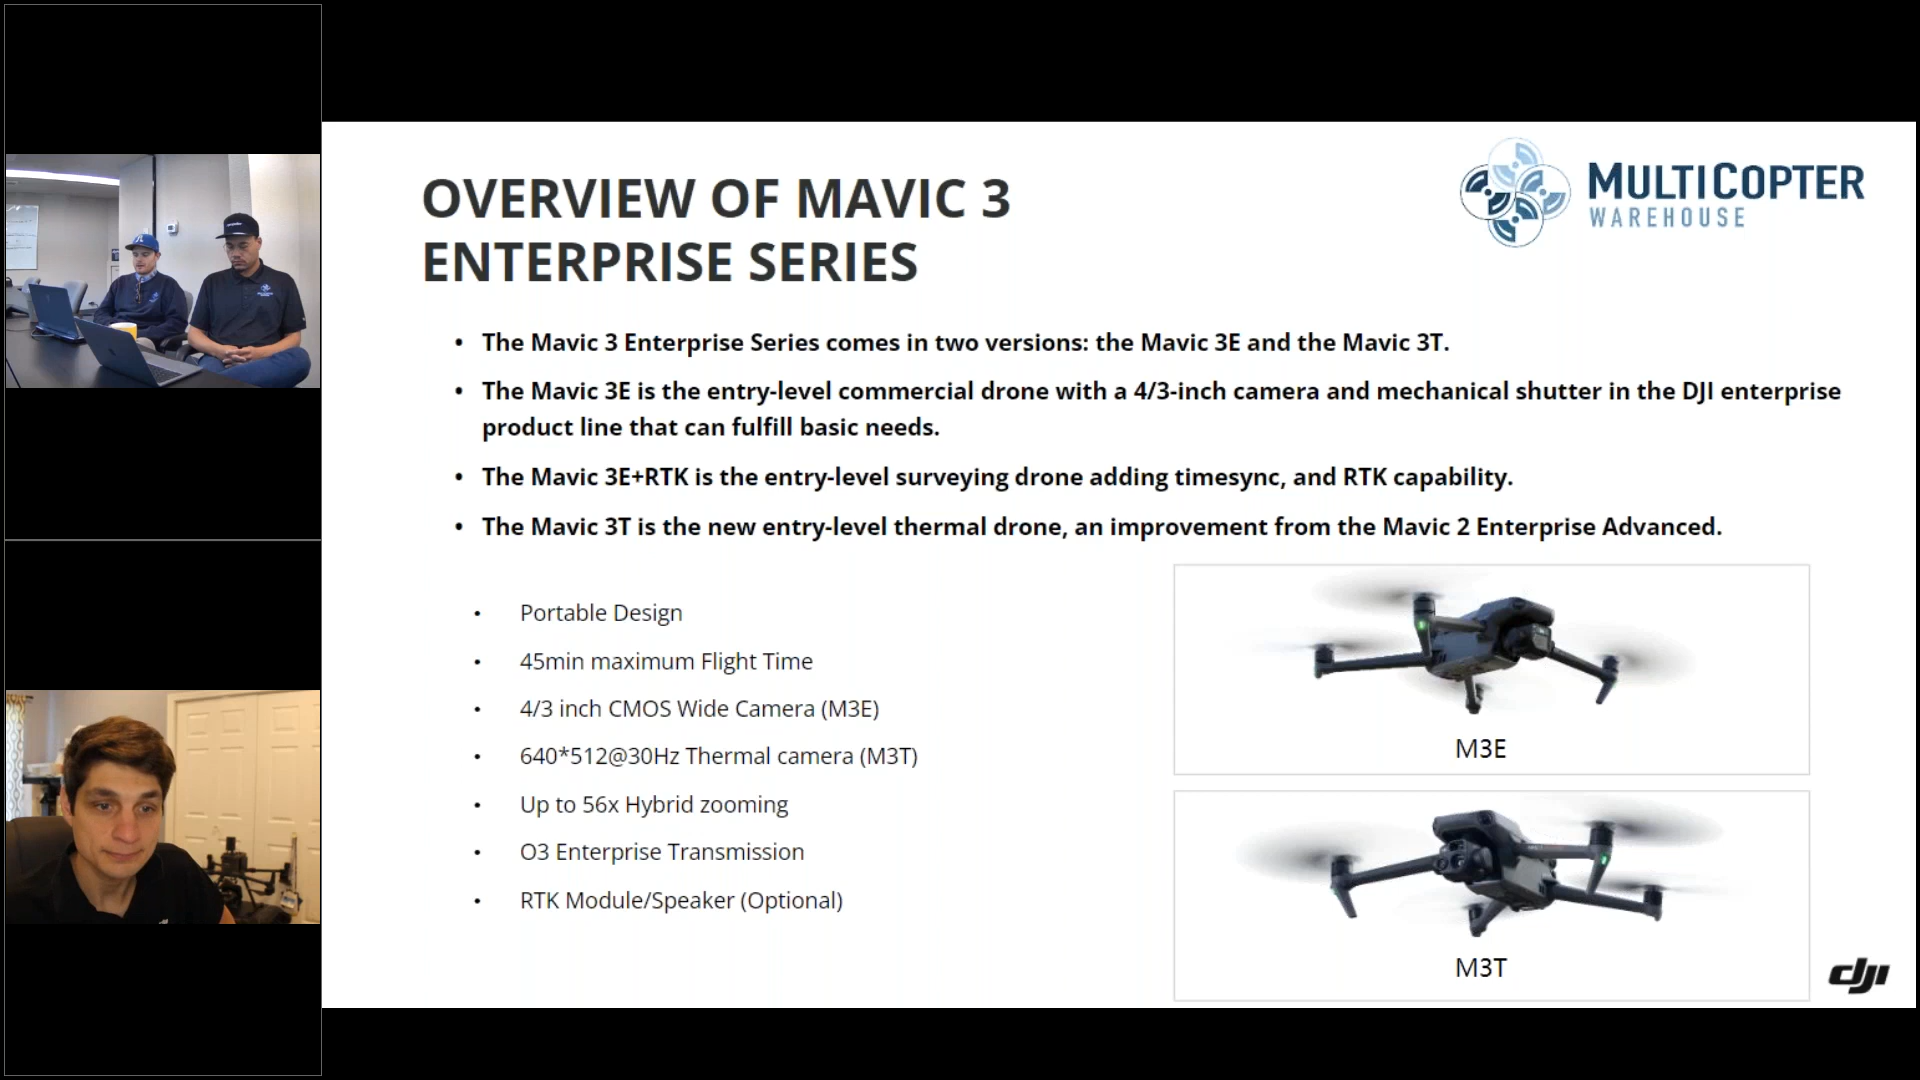 OVERVIEW OF MAVIC 3
ENTERPRISE SERIES
MULTICOPTER
WAREHOUSE
• The Mavic 3 Enterprise Series comes in two versions: the Mavic 3E and the Mavic 3T.
• The Mavic 3E is the entry-level commercial drone with a 4/3-inch camera and mechanical shutter in the DJI enterprise
product line that can fulfill basic needs.
• The Mavic 3E+RTK is the entry-level surveying drone adding timesync, and RTK capability.
• The Mavic 3T is the new entry-level thermal drone, an improvement from the Mavic 2 Enterprise Advanced.
• Portable Design
• 45min maximum Flight Time
• 4/3 inch CMOS Wide Camera (M3E)
• 640*512@30Hz Thermal camera (M3T)
• Up to 56x Hybrid zooming
• O3 Enterprise Transmission
• RTK Module/Speaker (Optional)
M3E
M3T
dji